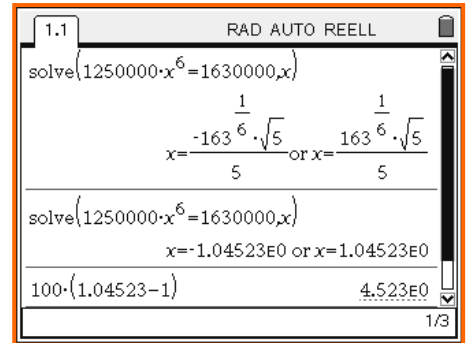 1.1 RAD AUTO REELL
solve(1250000·x^6=1630000,x)
x=(-163^(1/6)·√5)/5 or x=(163^(1/6)·√5)/5
solve(1250000·x^6=1630000,x)
x=-1.04523E0 or x=1.04523E0
100·(1.04523-1) 4.523E0
1/3